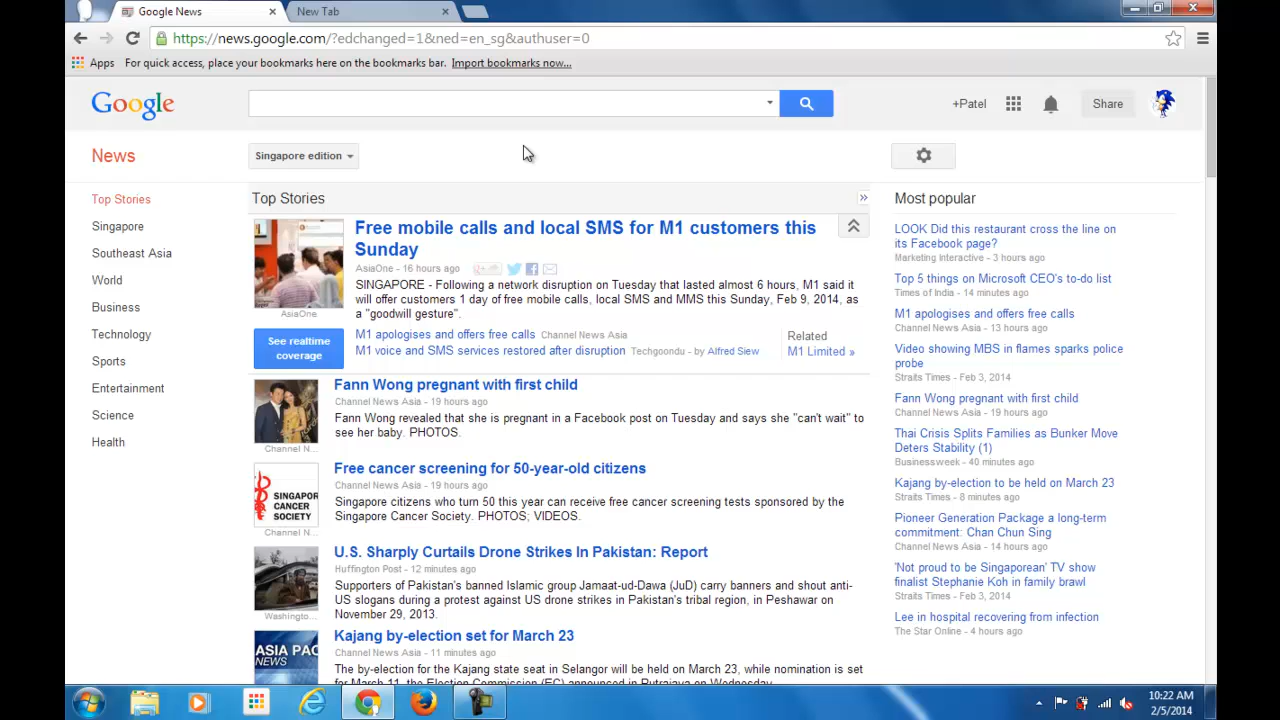 Google News
New Tab
https://news.google.com/?edchanged=1&ned=en_sg&authuser=0
Apps For quick access, place your bookmarks here on the bookmarks bar. Import bookmarks now...
Google
+Patel
Share
News
Singapore edition
Top Stories
Singapore
Southeast Asia
World
Business
Technology
Sports
Entertainment
Science
Health
Top Stories
Free mobile calls and local SMS for M1 customers this
Sunday
AsiaOne - 16 hours ago
SINGAPORE - Following a network disruption on Tuesday that lasted almost 6 hours, M1 said it
will offer customers 1 day of free mobile calls, local SMS and MMS this Sunday, Feb 9, 2014, as
a "goodwill gesture".
AsiaOne
See realtime
coverage
M1 apologises and offers free calls Channel News Asia
M1 voice and SMS services restored after disruption Techgoondu - by Alfred Siew
Related
M1 Limited »
Fann Wong pregnant with first child
Channel News Asia - 19 hours ago
Fann Wong revealed that she is pregnant in a Facebook post on Tuesday and says she "can't wait" to
see her baby. PHOTOS.
Channel N...
Free cancer screening for 50-year-old citizens
Channel News Asia - 19 hours ago
Singapore citizens who turn 50 this year can receive free cancer screening tests sponsored by the
Singapore Cancer Society. PHOTOS; VIDEOS.
SINGAPOR
CANCER
SOCIETY
Channel N...
U.S. Sharply Curtails Drone Strikes In Pakistan: Report
Huffington Post - 12 minutes ago
Supporters of Pakistan's banned Islamic group Jamaat-ud-Dawa (JuD) carry banners and shout anti-
US slogans during a protest against US drone strikes in Pakistan's tribal region, in Peshawar on
November 29, 2013.
Washingto...
Kajang by-election set for March 23
Channel News Asia - 11 minutes ago
The by-election for the Kajang state seat in Selangor will be held on March 23, while nomination is set
for March 11, the Election Commission (EC) announced in Putrajaya on Wednesday.
ASIA PAC
NEWS
Most popular
LOOK Did this restaurant cross the line on
its Facebook page?
Marketing Interactive - 3 hours ago
Top 5 things on Microsoft CEO's to-do list
Times of India - 14 minutes ago
M1 apologises and offers free calls
Channel News Asia - 13 hours ago
Video showing MBS in flames sparks police
probe
Straits Times - Feb 3, 2014
Fann Wong pregnant with first child
Channel News Asia - 19 hours ago
Thai Crisis Splits Families as Bunker Move
Deters Stability (1)
Businessweek - 40 minutes ago
Kajang by-election to be held on March 23
Straits Times - 8 minutes ago
Pioneer Generation Package a long-term
commitment: Chan Chun Sing
Channel News Asia - 14 hours ago
'Not proud to be Singaporean' TV show
finalist Stephanie Koh in family brawl
Straits Times - Feb 3, 2014
Lee in hospital recovering from infection
The Star Online - 4 hours ago
10:22 AM
2/5/2014